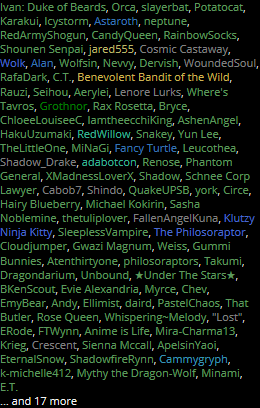 Ivan: Duke of Beards, Orca, slayerbat, Potatocat,
Karakui, Icystorm, Astaroth, neptune,
RedArmyShogun, CandyQueen, RainbowSocks,
Shounen Senpai, jared555, Cosmic Castaway,
Wolk, Alan, Wolfsin, Nevvy, Dervish, WoundedSoul,
RafaDark, C.T., Benevolent Bandit of the Wild,
Rauzi, Seihou, Aerylei, Lenore Lurks, Where's
Tavros, Grothnor, Rax Rosetta, Bryce,
ChloeeLouiseeC, IamtheecchiKing, AshenAngel,
HakuUzumaki, RedWillow, Snakey, Yun Lee,
TheLittleOne, MiNaGi, Fancy Turtle, Leucothea,
Shadow_Drake, adabotcon, Renose, Phantom
General, XMadnessLoverX, Shadow, Schnee Corp
Lawyer, Cabob7, Shindo, QuakeUPSB, york, Circe,
Hairy Blueberry, Michael Kokirin, Sasha
Noblemine, thetuliplover, FallenAngelKuna, Klutzy
Ninja Kitty, SleeplessVampire, The Philosoraptor,
Cloudjumper, Gwazi Magnum, Weiss, Gummi
Bunnies, Atenthirtyone, philosoraptors, Takumi,
Dragondarium, Unbound, ★Under The Stars★,
BKenScout, Evie Alexandria, Myrce, Chev,
EmyBear, Andy, Ellimist, daird, PastelChaos, That
Butler, Rose Queen, Whispering~Melody, "Lost",
ERode, FTWynn, Anime is Life, Mira-Charma13,
Krieg, Crescent, Sienna Mccall, ApelsinYaoi,
EternalSnow, ShadowfireRynn, Cammygryph,
k-michelle412, Mythy the Dragon-Wolf, Minami,
E.T.
... and 17 more